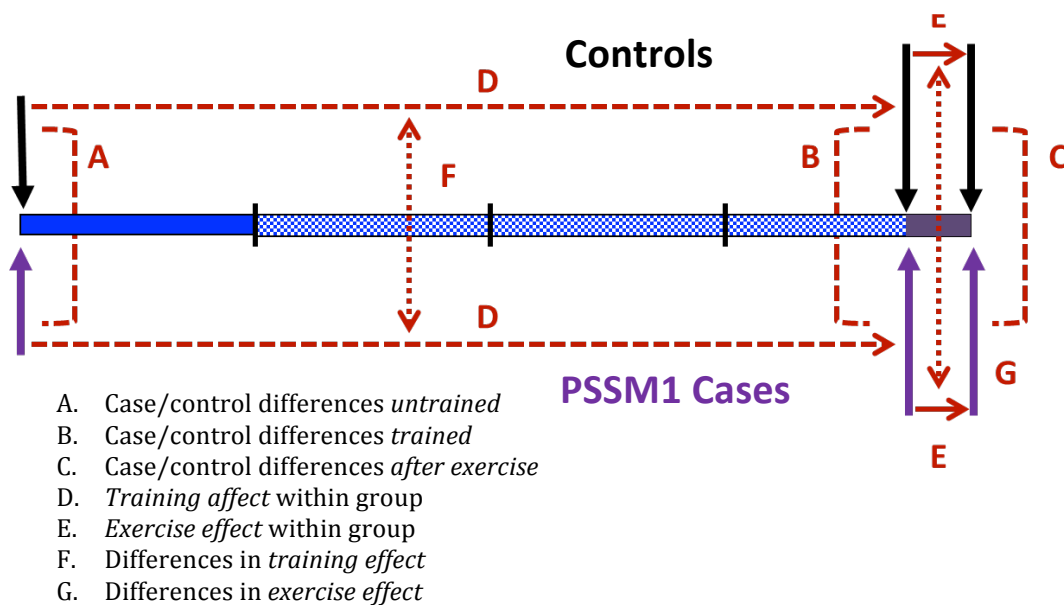 E
Controls
D
A
B
C
F
D
G
PSSM1 Cases
E
A. Case/control differences untrained
B. Case/control differences trained
C. Case/control differences after exercise
D. Training affect within group
E. Exercise effect within group
F. Differences in training effect
G. Differences in exercise effect